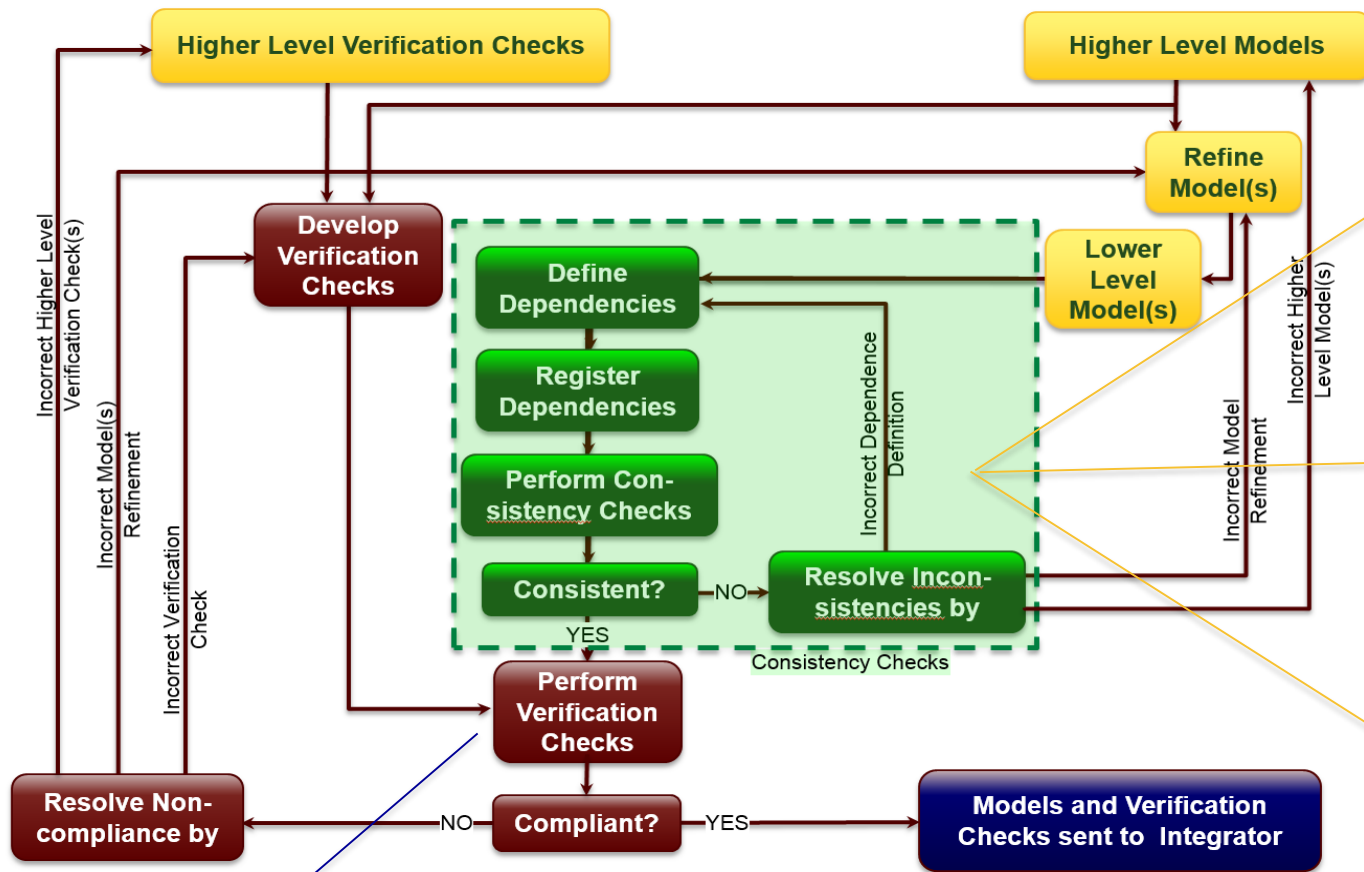 Higher Level Verification Checks
Higher Level Models
Refine
Model(s)
Incorrect Higher Level
Verification Check(s)
Develop
Verification
Checks
Define
Dependencies
Lower
Level
Model(s)
Incorrect Higher
Level Model(s)
Register
Dependencies
Incorrect Dependence
Definition
Incorrect Model(s)
Refinement
Incorrect Model
Refinement
Perform Con-
sistency Checks
Incorrect Verification
Check
Consistent?
NO
Resolve Incon-
sistencies by
YES
Consistency Checks
Perform
Verification
Checks
Resolve Non-
compliance by
NO
Compliant?
YES
Models and Verification
Checks sent to Integrator